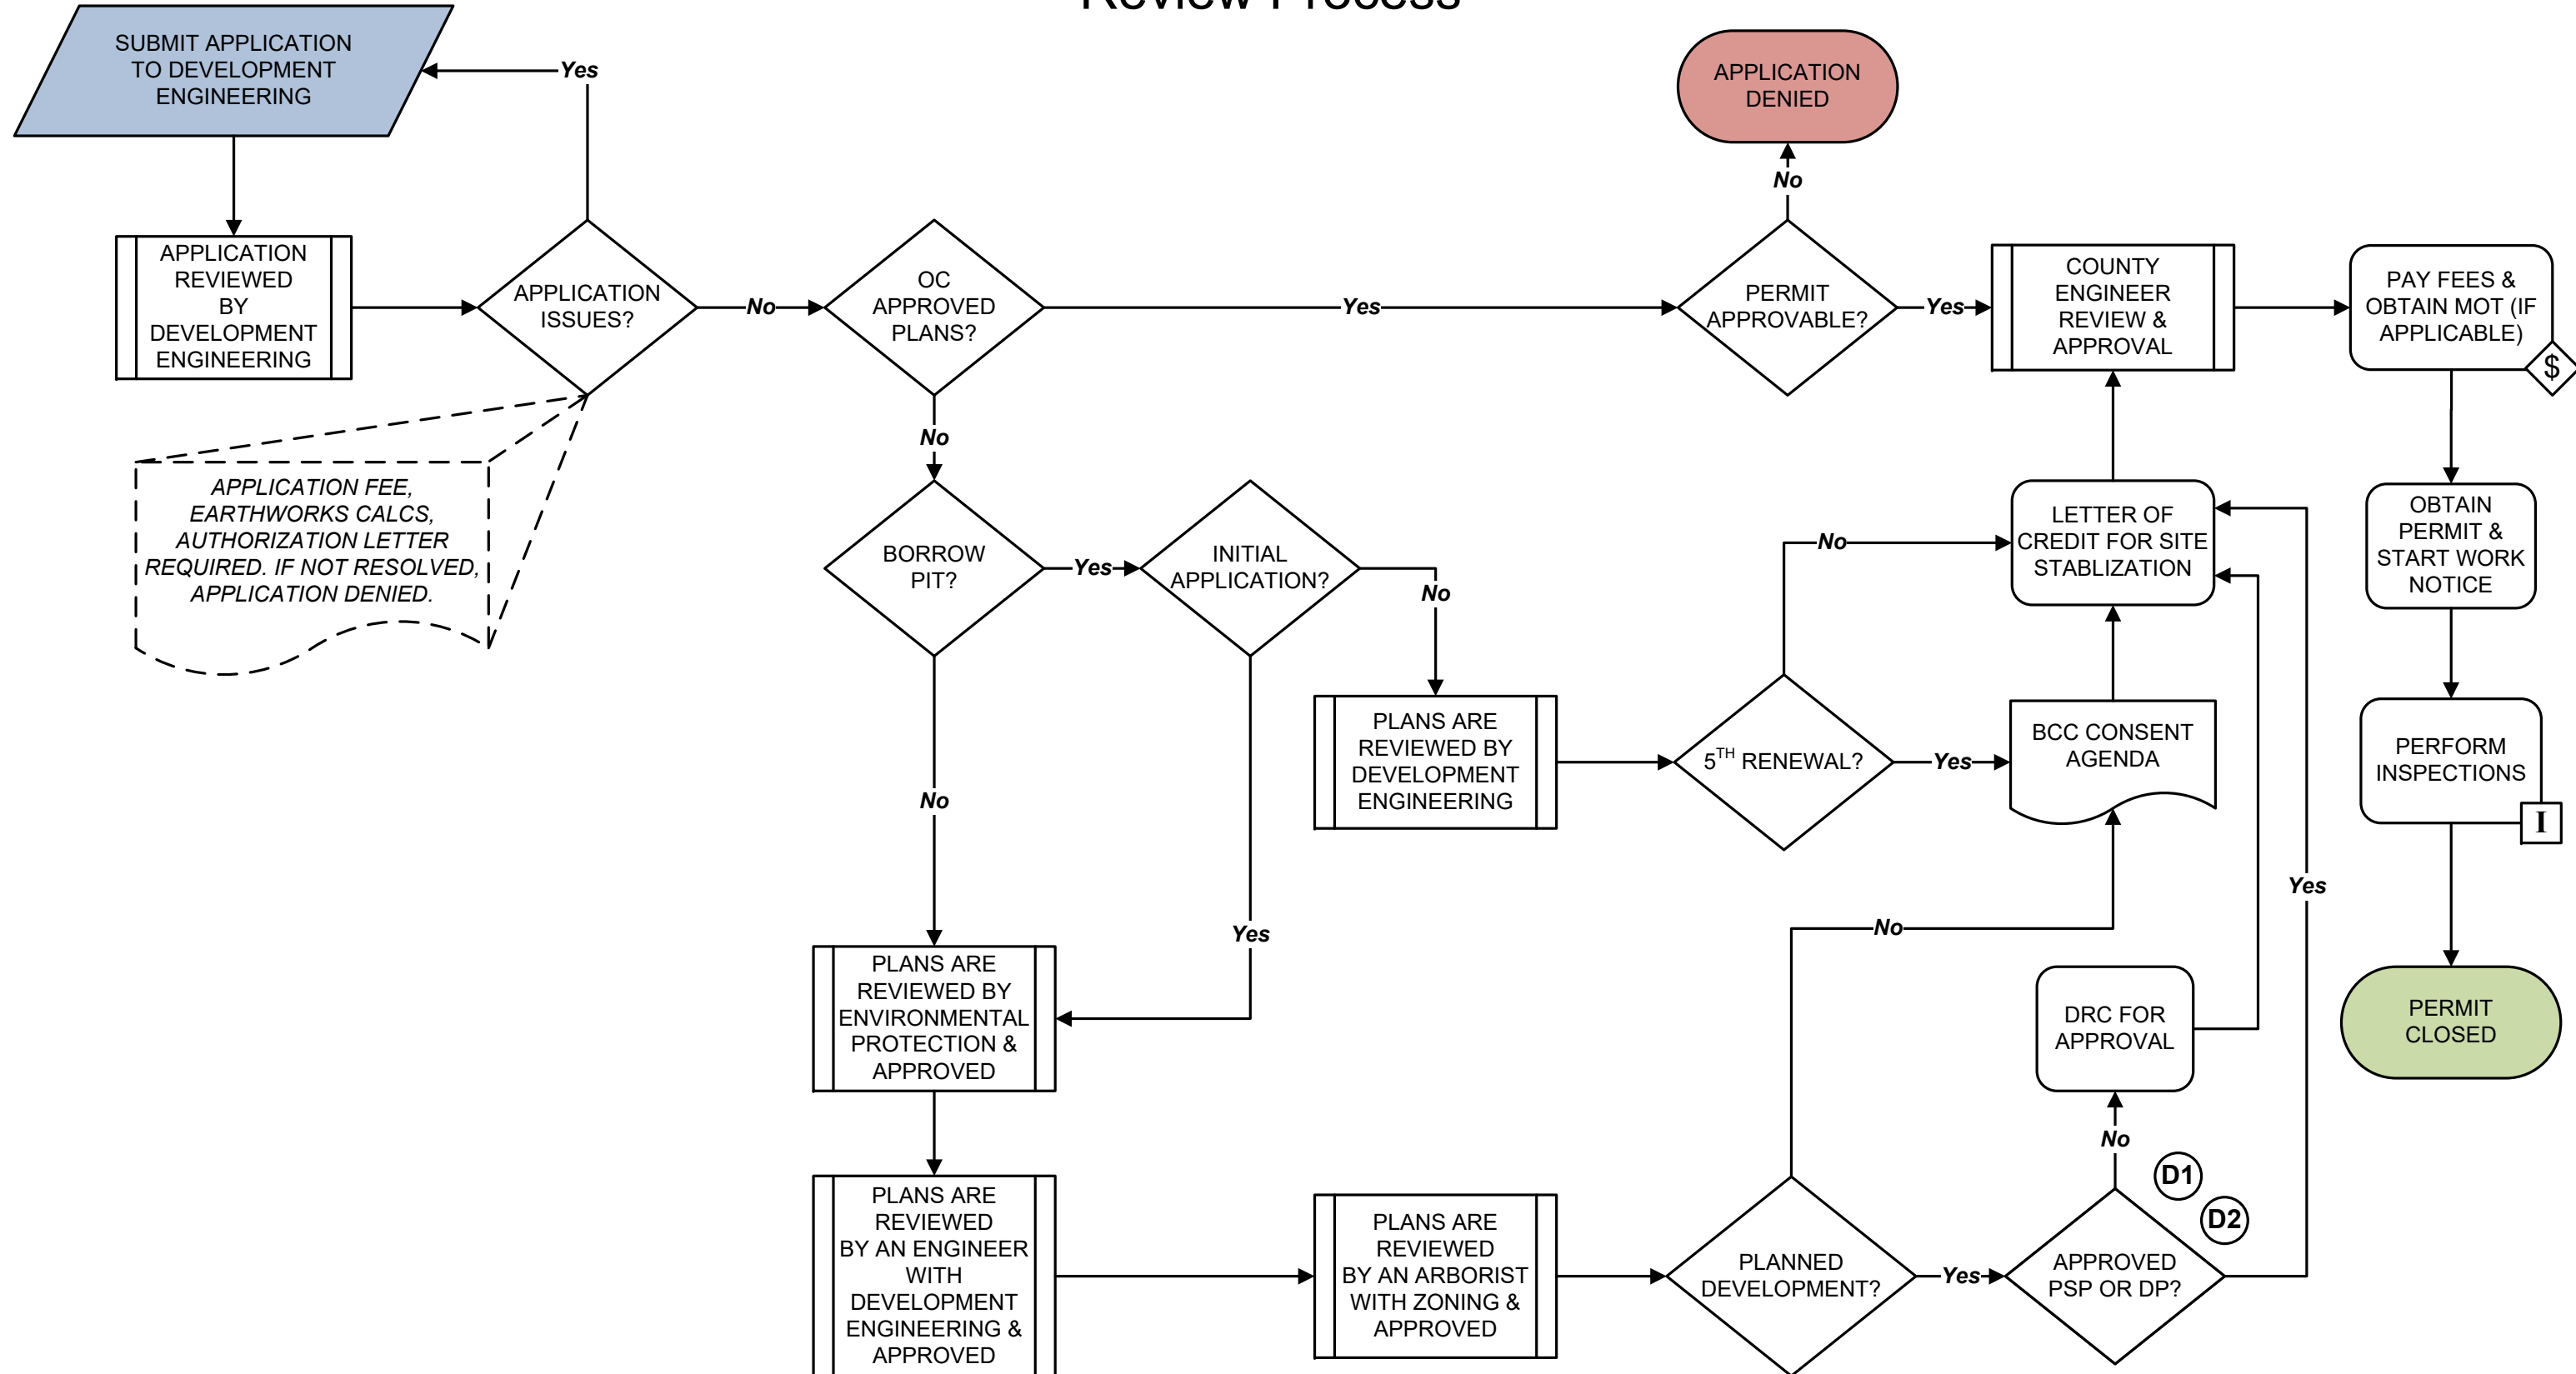 Review Process
SUBMIT APPLICATION
TO DEVELOPMENT
ENGINEERING
Yes
APPLICATION
DENIED
No
APPLICATION
REVIEWED
BY
DEVELOPMENT
ENGINEERING
APPLICATION
ISSUES?
No
OC
APPROVED
PLANS?
Yes
PERMIT
APPROVABLE?
Yes
COUNTY
ENGINEER
REVIEW &
APPROVAL
PAY FEES &
OBTAIN MOT (IF
APPLICABLE)
$
No
APPLICATION FEE,
EARTHWORKS CALCS,
AUTHORIZATION LETTER
REQUIRED. IF NOT RESOLVED,
APPLICATION DENIED.
BORROW
PIT?
Yes
INITIAL
APPLICATION?
No
No
LETTER OF
CREDIT FOR SITE
STABLIZATION
OBTAIN
PERMIT &
START WORK
NOTICE
No
PLANS ARE
REVIEWED BY
DEVELOPMENT
ENGINEERING
5TH RENEWAL?
Yes
BCC CONSENT
AGENDA
PERFORM
INSPECTIONS
I
Yes
Yes
No
PLANS ARE
REVIEWED BY
ENVIRONMENTAL
PROTECTION &
APPROVED
DRC FOR
APPROVAL
PERMIT
CLOSED
No
D1
D2
PLANS ARE
REVIEWED
BY AN ENGINEER
WITH
DEVELOPMENT
ENGINEERING &
APPROVED
PLANS ARE
REVIEWED
BY AN ARBORIST
WITH ZONING &
APPROVED
PLANNED
DEVELOPMENT?
Yes
APPROVED
PSP OR DP?